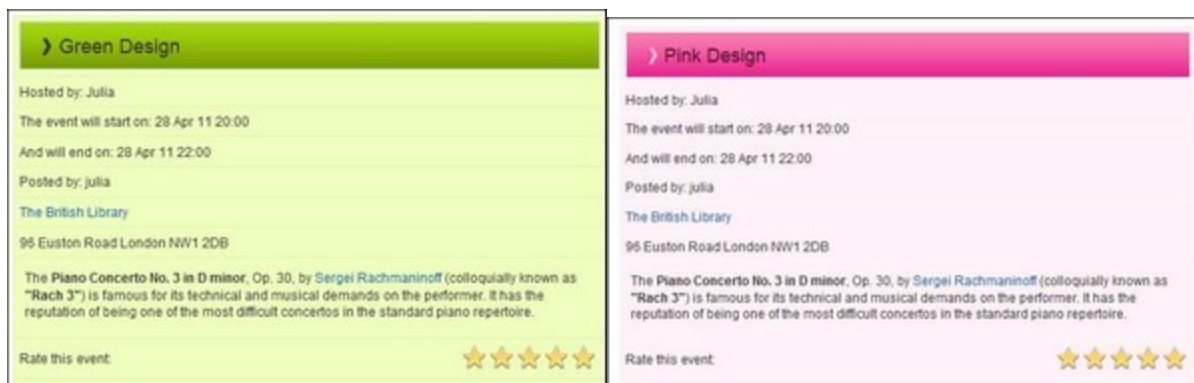 ❯ Green Design
Hosted by: Julia
The event will start on: 28 Apr 11 20:00
And will end on: 28 Apr 11 22:00
Posted by: julia
The British Library
96 Euston Road London NW1 2DB
The Piano Concerto No. 3 in D minor, Op. 30, by Sergei Rachmaninoff (colloquially known as
"Rach 3") is famous for its technical and musical demands on the performer. It has the
reputation of being one of the most difficult concertos in the standard piano repertoire.
Rate this event:
❯ Pink Design
Hosted by: Julia
The event will start on: 28 Apr 11 20:00
And will end on: 28 Apr 11 22:00
Posted by: julia
The British Library
96 Euston Road London NW1 2DB
The Piano Concerto No. 3 in D minor, Op. 30, by Sergei Rachmaninoff (colloquially known as
"Rach 3") is famous for its technical and musical demands on the performer. It has the
reputation of being one of the most difficult concertos in the standard piano repertoire.
Rate this event: